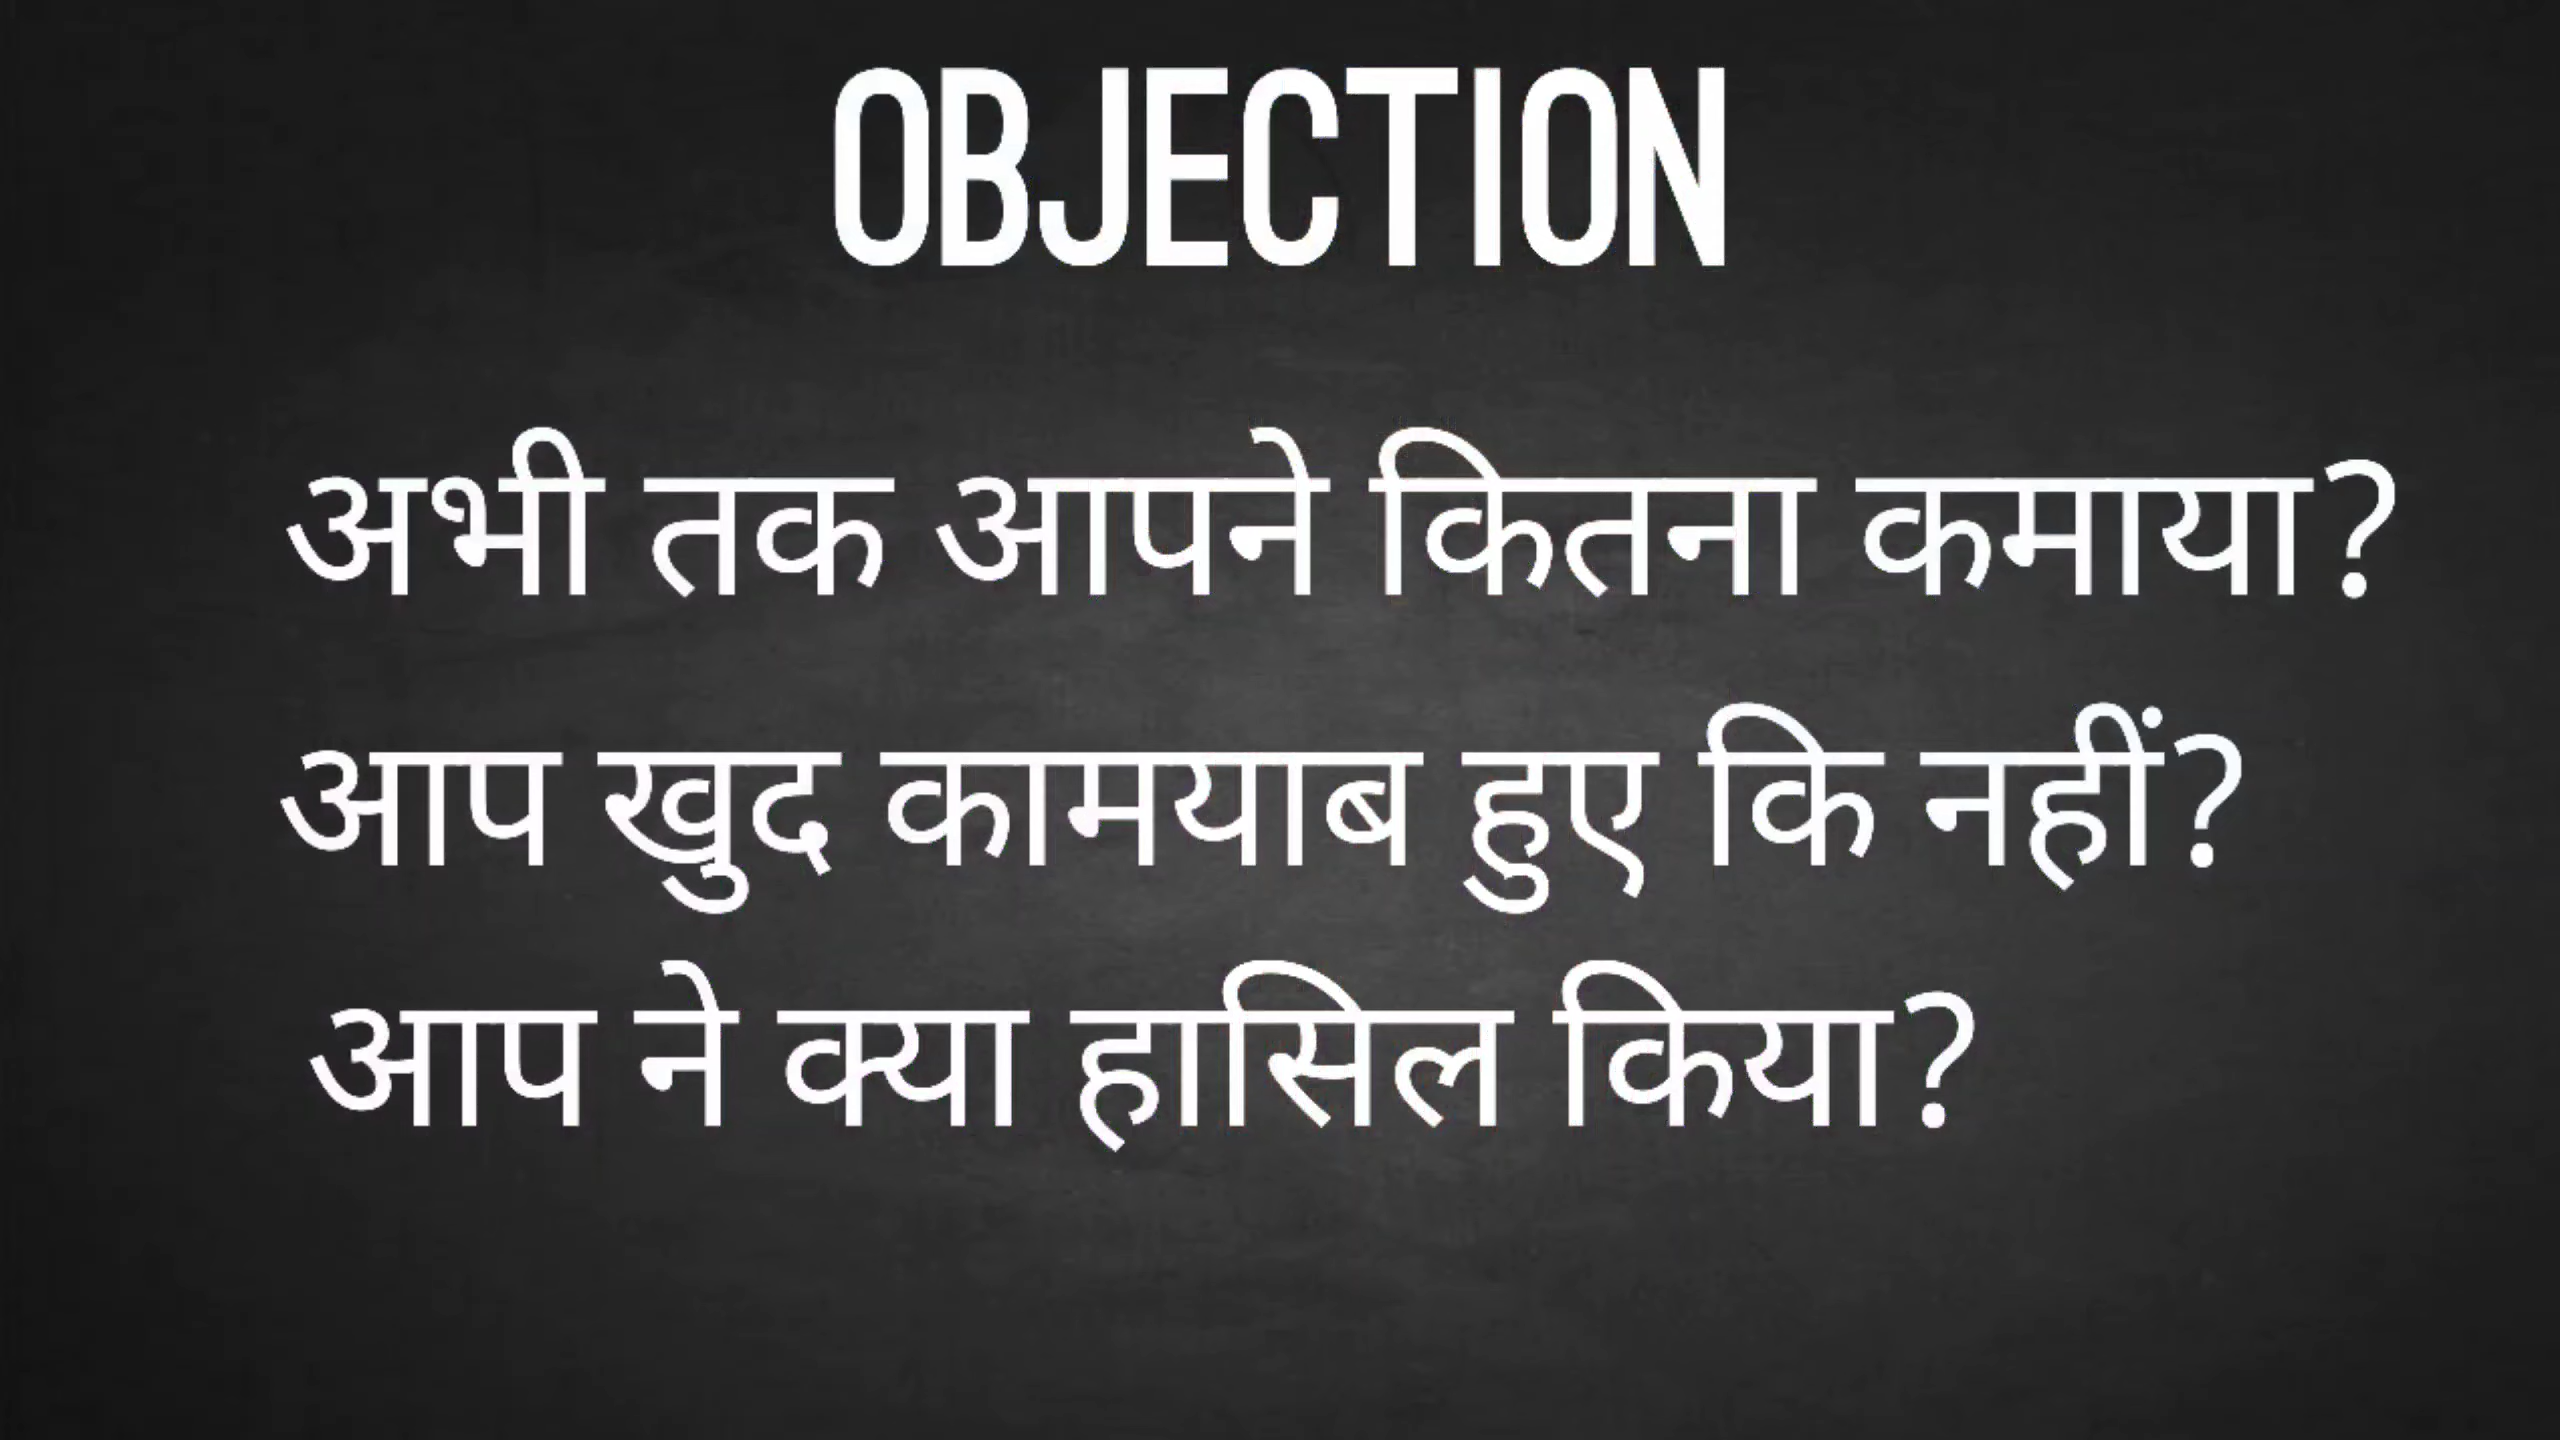 OBJECTION
अभी तक आपने कितना कमाया?
आप खुद कामयाब हुए कि नहीं?
आप ने क्या हासिल किया?